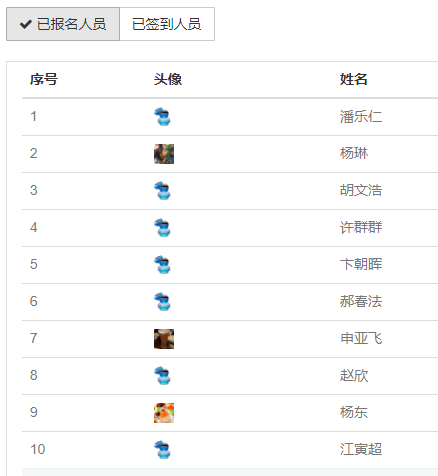 已报名人员 已签到人员
序号 头像 姓名
1 潘乐仁
2 杨琳
3 胡文浩
4 许群群
5 卞朝晖
6 郝春法
7 申亚飞
8 赵欣
9 杨东
10 江寅超